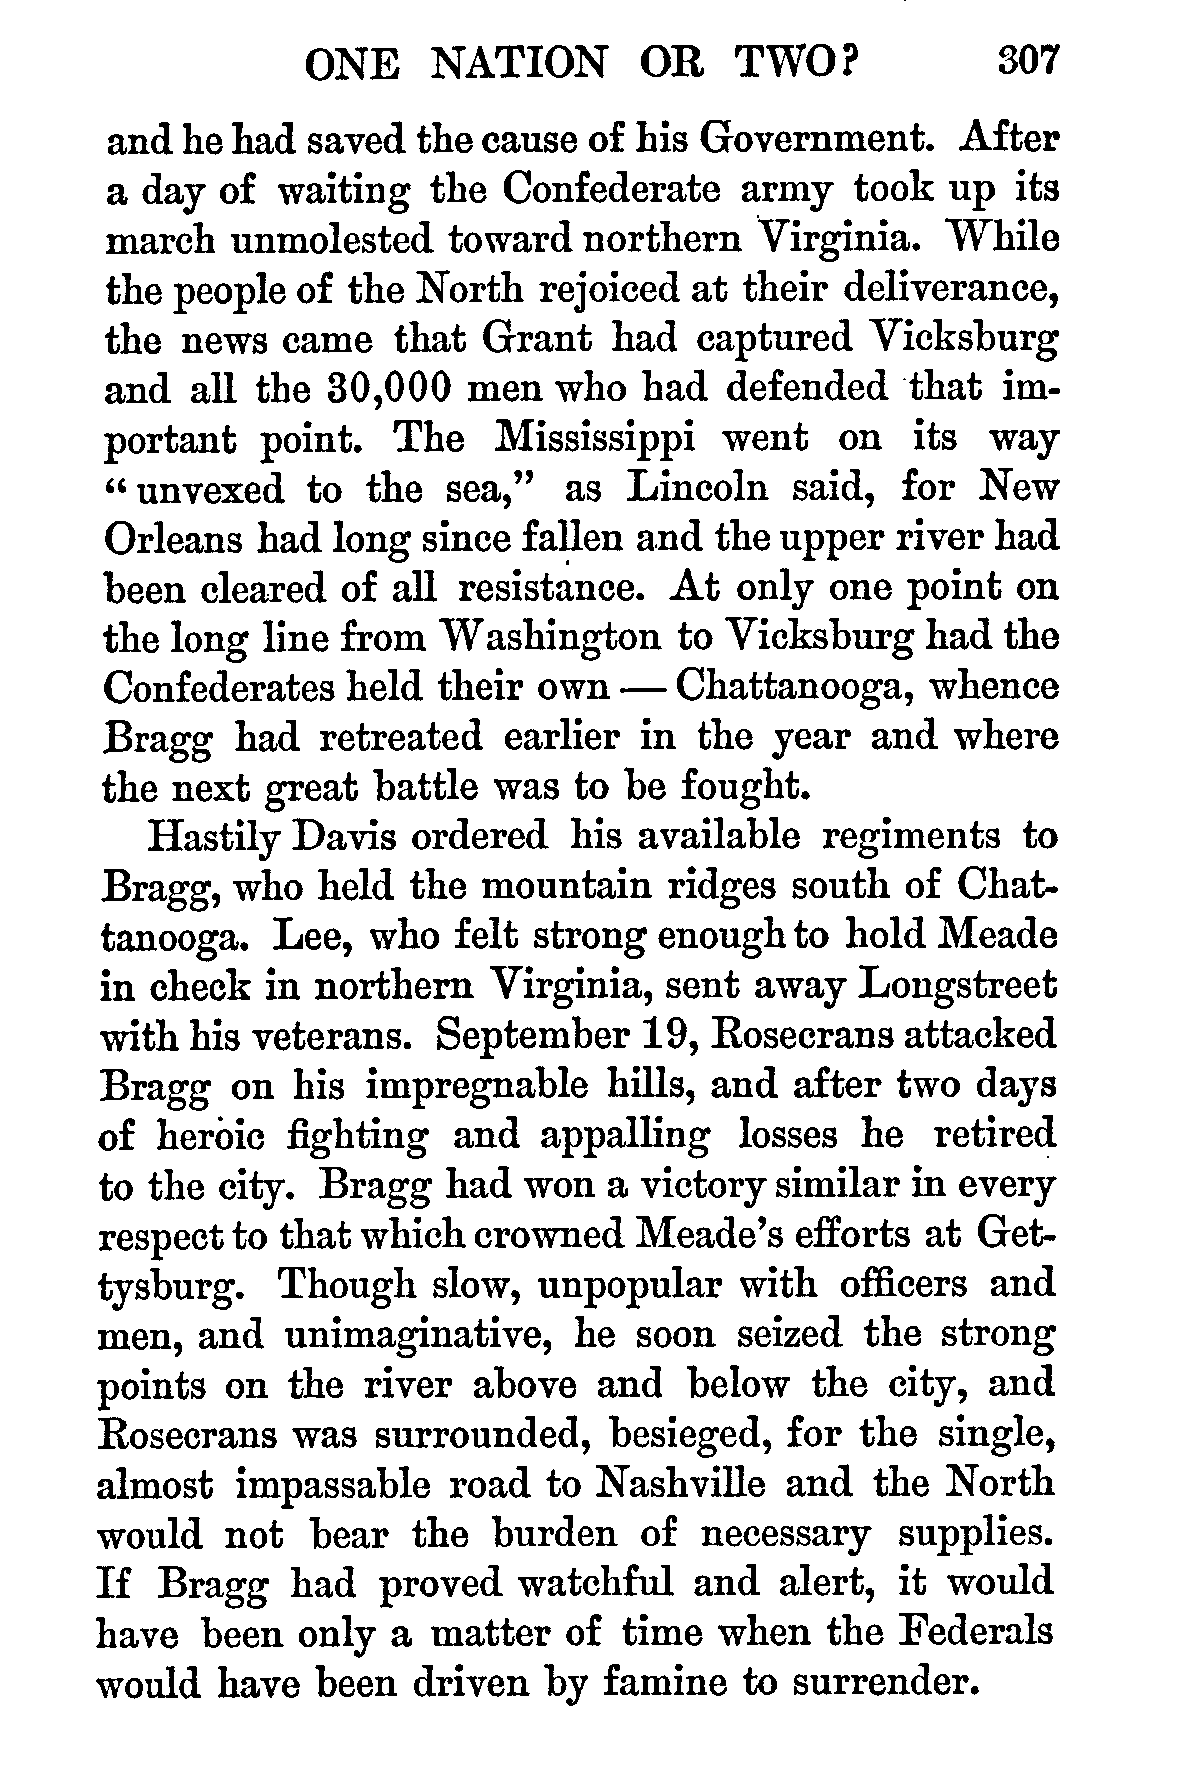 ONE NATION OR TWO? 307
and he had saved the cause of his Government. After
a day of waiting the Confederate army took up its
march unmolested toward northern Virginia. While
the people of the North rejoiced at their deliverance,
the news came that Grant had captured Vicksburg
and all the 30,000 men who had defended that im-
portant point. The Mississippi went on its way
“unvexed to the sea,” as Lincoln said, for New
Orleans had long since fallen and the upper river had
been cleared of all resistance. At only one point on
the long line from Washington to Vicksburg had the
Confederates held their own — Chattanooga, whence
Bragg had retreated earlier in the year and where
the next great battle was to be fought.
Hastily Davis ordered his available regiments to
Bragg, who held the mountain ridges south of Chat-
tanooga. Lee, who felt strong enough to hold Meade
in check in northern Virginia, sent away Longstreet
with his veterans. September 19, Rosecrans attacked
Bragg on his impregnable hills, and after two days
of heroic fighting and appalling losses he retired
to the city. Bragg had won a victory similar in every
respect to that which crowned Meade’s efforts at Get-
tysburg. Though slow, unpopular with officers and
men, and unimaginative, he soon seized the strong
points on the river above and below the city, and
Rosecrans was surrounded, besieged, for the single,
almost impassable road to Nashville and the North
would not bear the burden of necessary supplies.
If Bragg had proved watchful and alert, it would
have been only a matter of time when the Federals
would have been driven by famine to surrender.